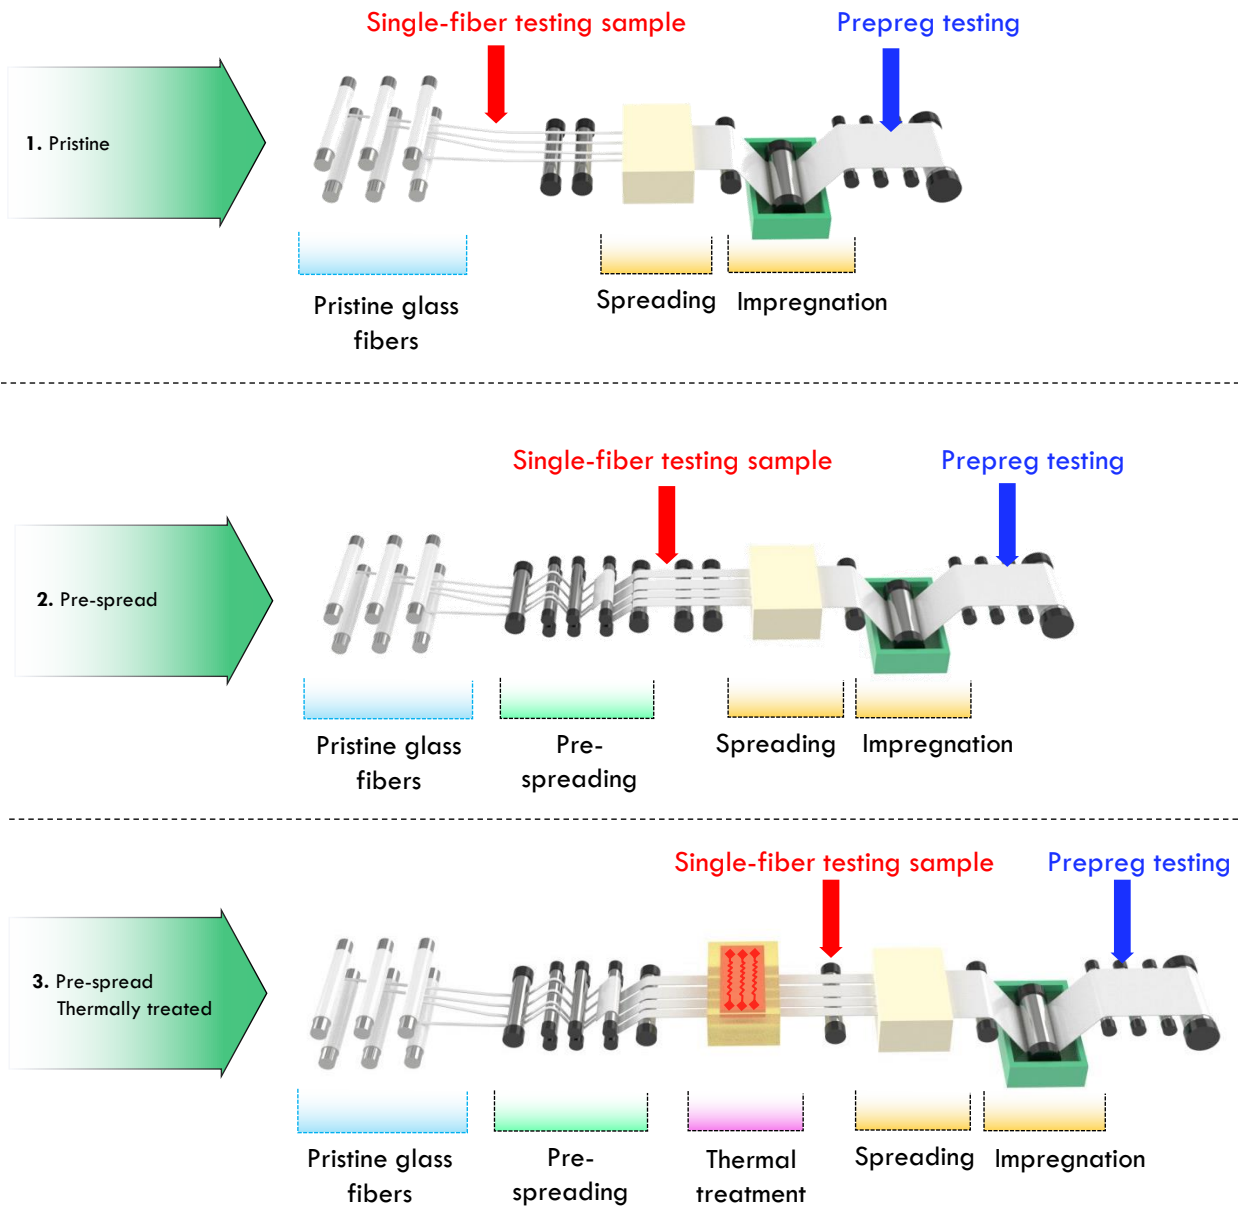 Single-fiber testing sample
Prepreg testing
1. Pristine
Pristine glass
fibers
Spreading
Impregnation
Single-fiber testing sample
Prepreg testing
2. Pre-spread
Pristine glass
fibers
Pre-
spreading
Spreading
Impregnation
Single-fiber testing sample
Prepreg testing
3. Pre-spread
Thermally treated
Pristine glass
fibers
Pre-
spreading
Thermal
treatment
Spreading
Impregnation